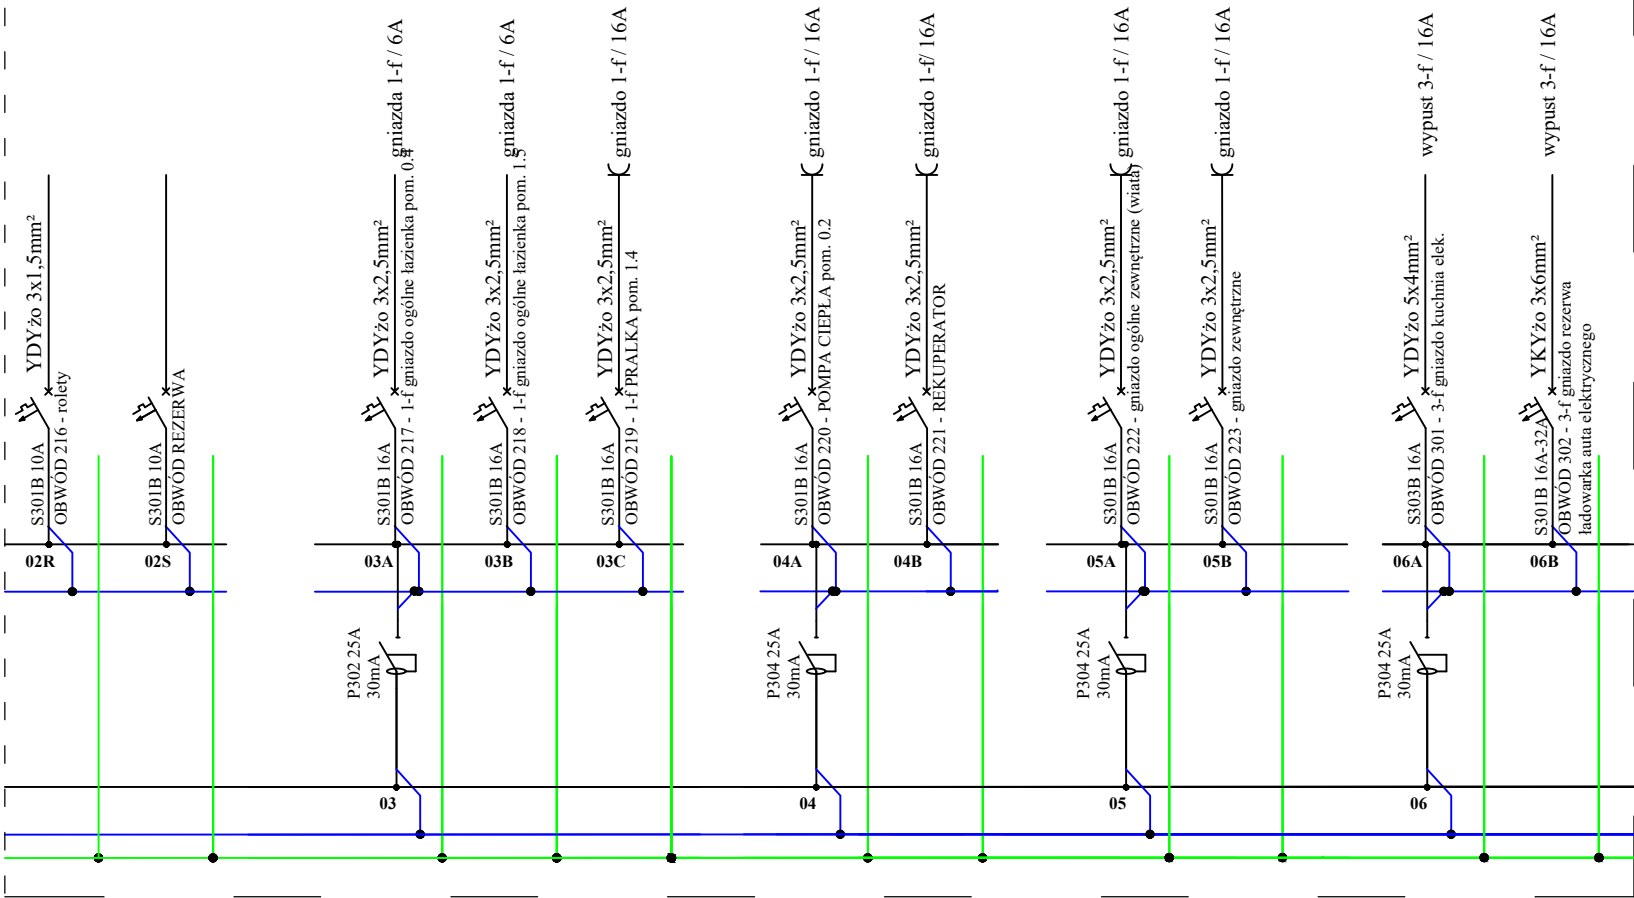 YDYżo 3x1,5mm²
S301B 10A
OBWÓD 216 - rolety
02R
S301B 10A
OBWÓD REZERWA
02S
gniazda 1-f / 6A
YDYżo 3x2,5mm²
S301B 16A
OBWÓD 217 - 1-f gniazdo ogólne łazienka pom. 0.4
03A
gniazda 1-f / 6A
YDYżo 3x2,5mm²
S301B 16A
OBWÓD 218 - 1-f gniazdo ogólne łazienka pom. 1.5
03B
gniazdo 1-f / 16A
YDYżo 3x2,5mm²
S301B 16A
OBWÓD 219 - 1-f PRALKA pom. 1.4
03C
P302 25A
30mA
03
gniazdo 1-f / 16A
YDYżo 3x2,5mm²
S301B 16A
OBWÓD 220 - POMPA CIEPŁA pom. 0.2
04A
gniazdo 1-f/ 16A
YDYżo 3x2,5mm²
S301B 16A
OBWÓD 221 - REKUPERATOR
04B
P304 25A
30mA
04
gniazdo 1-f / 16A
YDYżo 3x2,5mm²
S301B 16A
OBWÓD 222 - gniazdo ogólne zewnętrzne (wiata)
05A
gniazdo 1-f / 16A
YDYżo 3x2,5mm²
S301B 16A
OBWÓD 223 - gniazdo zewnętrzne
05B
P304 25A
30mA
05
wypust 3-f / 16A
YDYżo 5x4mm²
S303B 16A
OBWÓD 301 - 3-f gniazdo kuchnia elek.
06A
wypust 3-f / 16A
YKYżo 3x6mm²
S301B 16A-32A
OBWÓD 302 - 3-f gniazdo rezerwa
ładowarka auta elektrycznego
06B
P304 25A
30mA
06